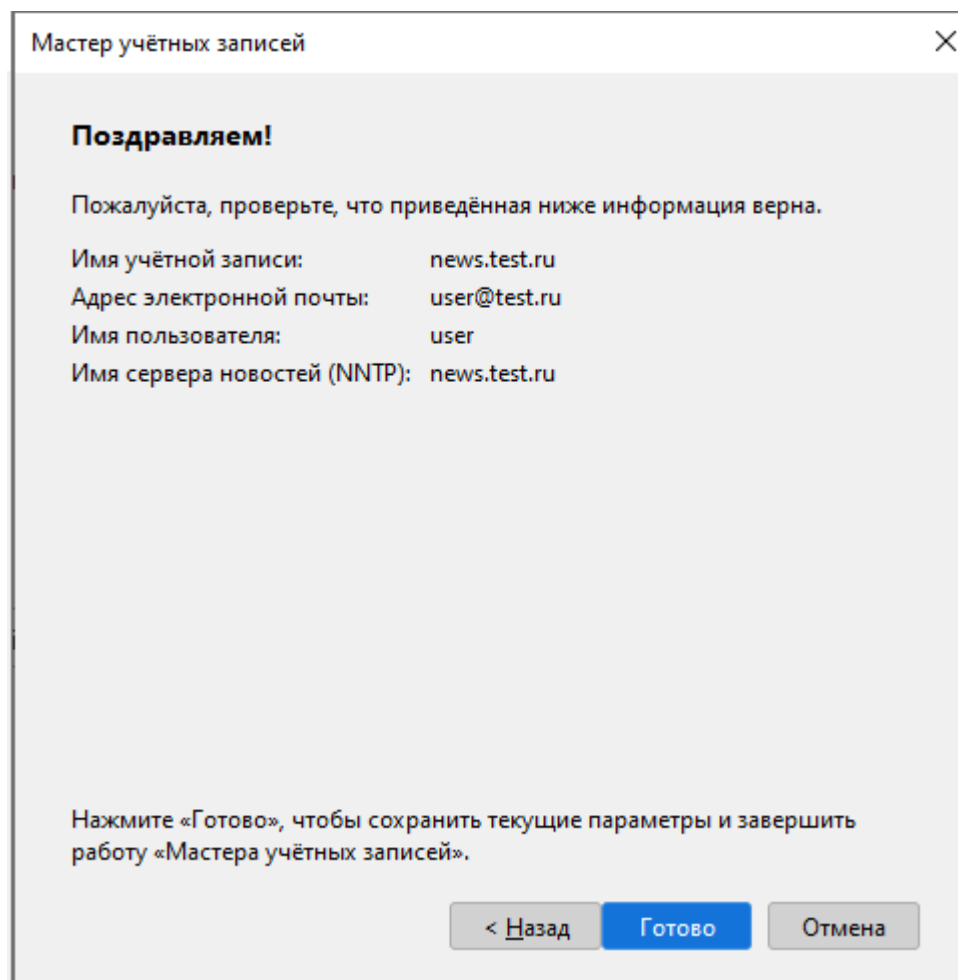 Мастер учётных записей
Поздравляем!
Пожалуйста, проверьте, что приведённая ниже информация верна.
Имя учётной записи: news.test.ru
Адрес электронной почты: user@test.ru
Имя пользователя: user
Имя сервера новостей (NNTP): news.test.ru
Нажмите «Готово», чтобы сохранить текущие параметры и завершить
работу «Мастера учётных записей».
< Назад Готово Отмена